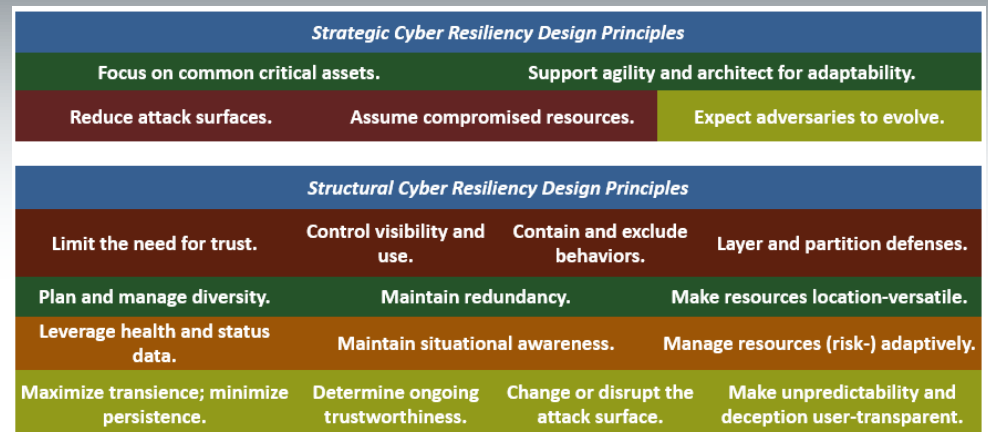 Strategic Cyber Resiliency Design Principles
Focus on common critical assets.
Support agility and architect for adaptability.
Reduce attack surfaces.
Assume compromised resources.
Expect adversaries to evolve.
Structural Cyber Resiliency Design Principles
Limit the need for trust.
Control visibility and
use.
Contain and exclude
behaviors.
Layer and partition defenses.
Plan and manage diversity.
Maintain redundancy.
Make resources location-versatile.
Leverage health and status
data.
Maintain situational awareness.
Manage resources (risk-) adaptively.
Maximize transience; minimize
persistence.
Determine ongoing
trustworthiness.
Change or disrupt the
attack surface.
Make unpredictability and
deception user-transparent.